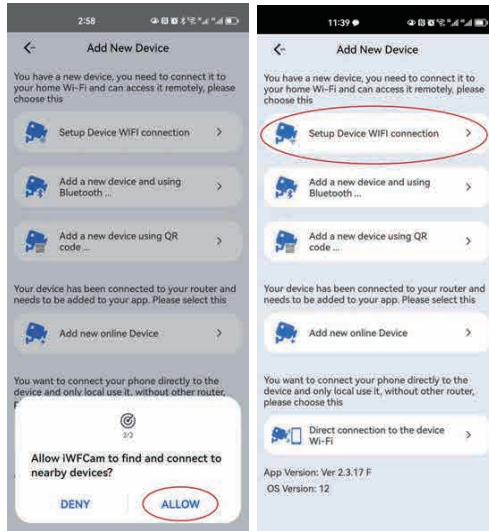 2:58
Add New Device
You have a new device, you need to connect it to
your home Wi-Fi and can access it remotely, please
choose this
Setup Device WIFI connection
Add a new device and using
Bluetooth ...
Add a new device using QR
code ...
Your device has been connected to your router and
needs to be added to your app. Please select this
Add new online Device
You want to connect your phone directly to the
device and only local use it, without other router,
2/2
Allow iWFCam to find and connect to
nearby devices?
DENY
ALLOW
11:39
Add New Device
You have a new device, you need to connect it to
your home Wi-Fi and can access it remotely, please
choose this
Setup Device WIFI connection
Add a new device and using
Bluetooth ...
Add a new device using QR
code ...
Your device has been connected to your router and
needs to be added to your app. Please select this
Add new online Device
You want to connect your phone directly to the
device and only local use it, without other router,
please choose this
Direct connection to the device
Wi-Fi
App Version: Ver 2.3.17 F
OS Version: 12